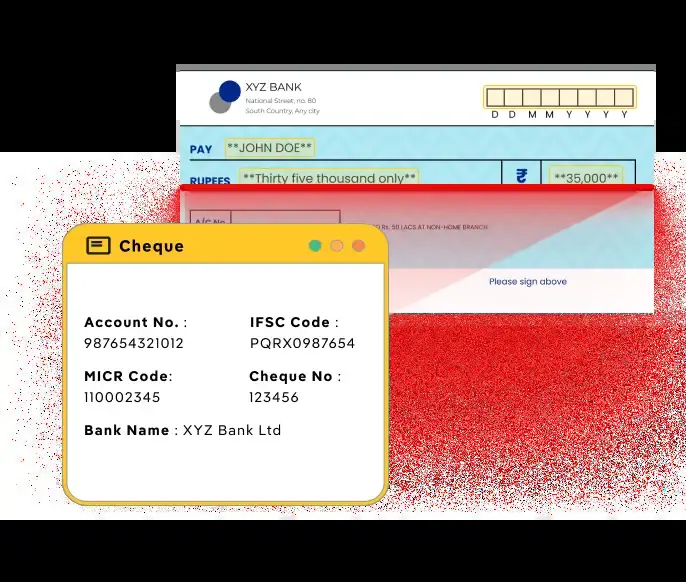 XYZ BANK
National Street, no. 80
South Country, Any city
D D M M Y Y Y Y
PAY **JOHN DOE**
RUPEES **Thirty five thousand only** ₹ **35,000**
A/C No
Rs. 50 LACS AT NON-HOME BRANCH
Please sign above
Cheque
Account No. : IFSC Code :
987654321012 PQRX0987654
MICR Code: Cheque No :
110002345 123456
Bank Name : XYZ Bank Ltd